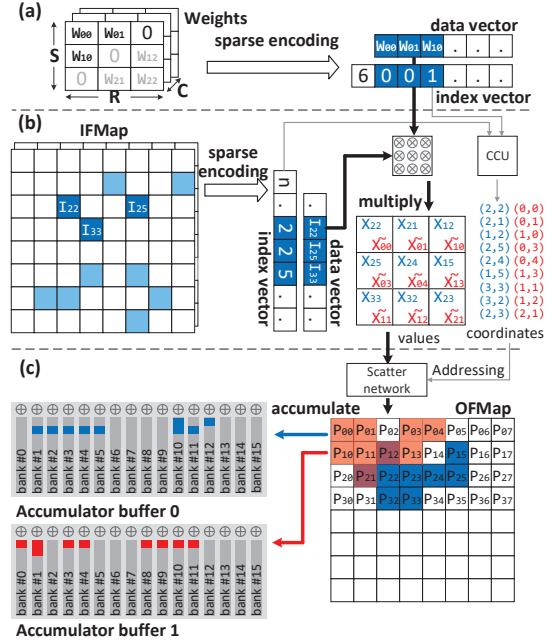 (a)
Weights
W00 W01 0
W10 0 W12
0 W21 W22
S
R
C
sparse encoding
data vector
W00 W01 W10 . . .
6 0 0 1 . . .
index vector
(b)
IFMap
I22 I25
I33
sparse
encoding
n . 2 2 5 . .
index vector
. I22 I25 I33 . .
data vector
CCU
multiply
X22 X21 X12
X̃00 X̃01 X̃10
X25 X24 X15
X̃03 X̃04 X̃13
X33 X32 X23
X̃11 X̃12 X̃21
(2,2) (0,0)
(2,1) (0,1)
(1,2) (1,0)
(2,5) (0,3)
(2,4) (0,4)
(1,5) (1,3)
(3,3) (1,1)
(3,2) (1,2)
(2,3) (2,1)
coordinates
values
Addressing
Scatter
network
(c)
accumulate
OFMap
bank #0
bank #1
bank #2
bank #3
bank #4
bank #5
bank #6
bank #7
bank #8
bank #9
bank #10
bank #11
bank #12
bank #13
bank #14
bank #15
Accumulator buffer 0
bank #0
bank #1
bank #2
bank #3
bank #4
bank #5
bank #6
bank #7
bank #8
bank #9
bank #10
bank #11
bank #12
bank #13
bank #14
bank #15
Accumulator buffer 1
P00 P01 P02 P03 P04 P05 P06 P07
P10 P11 P12 P13 P14 P15 P16 P17
P20 P21 P22 P23 P24 P25 P26 P27
P30 P31 P32 P33 P34 P35 P36 P37